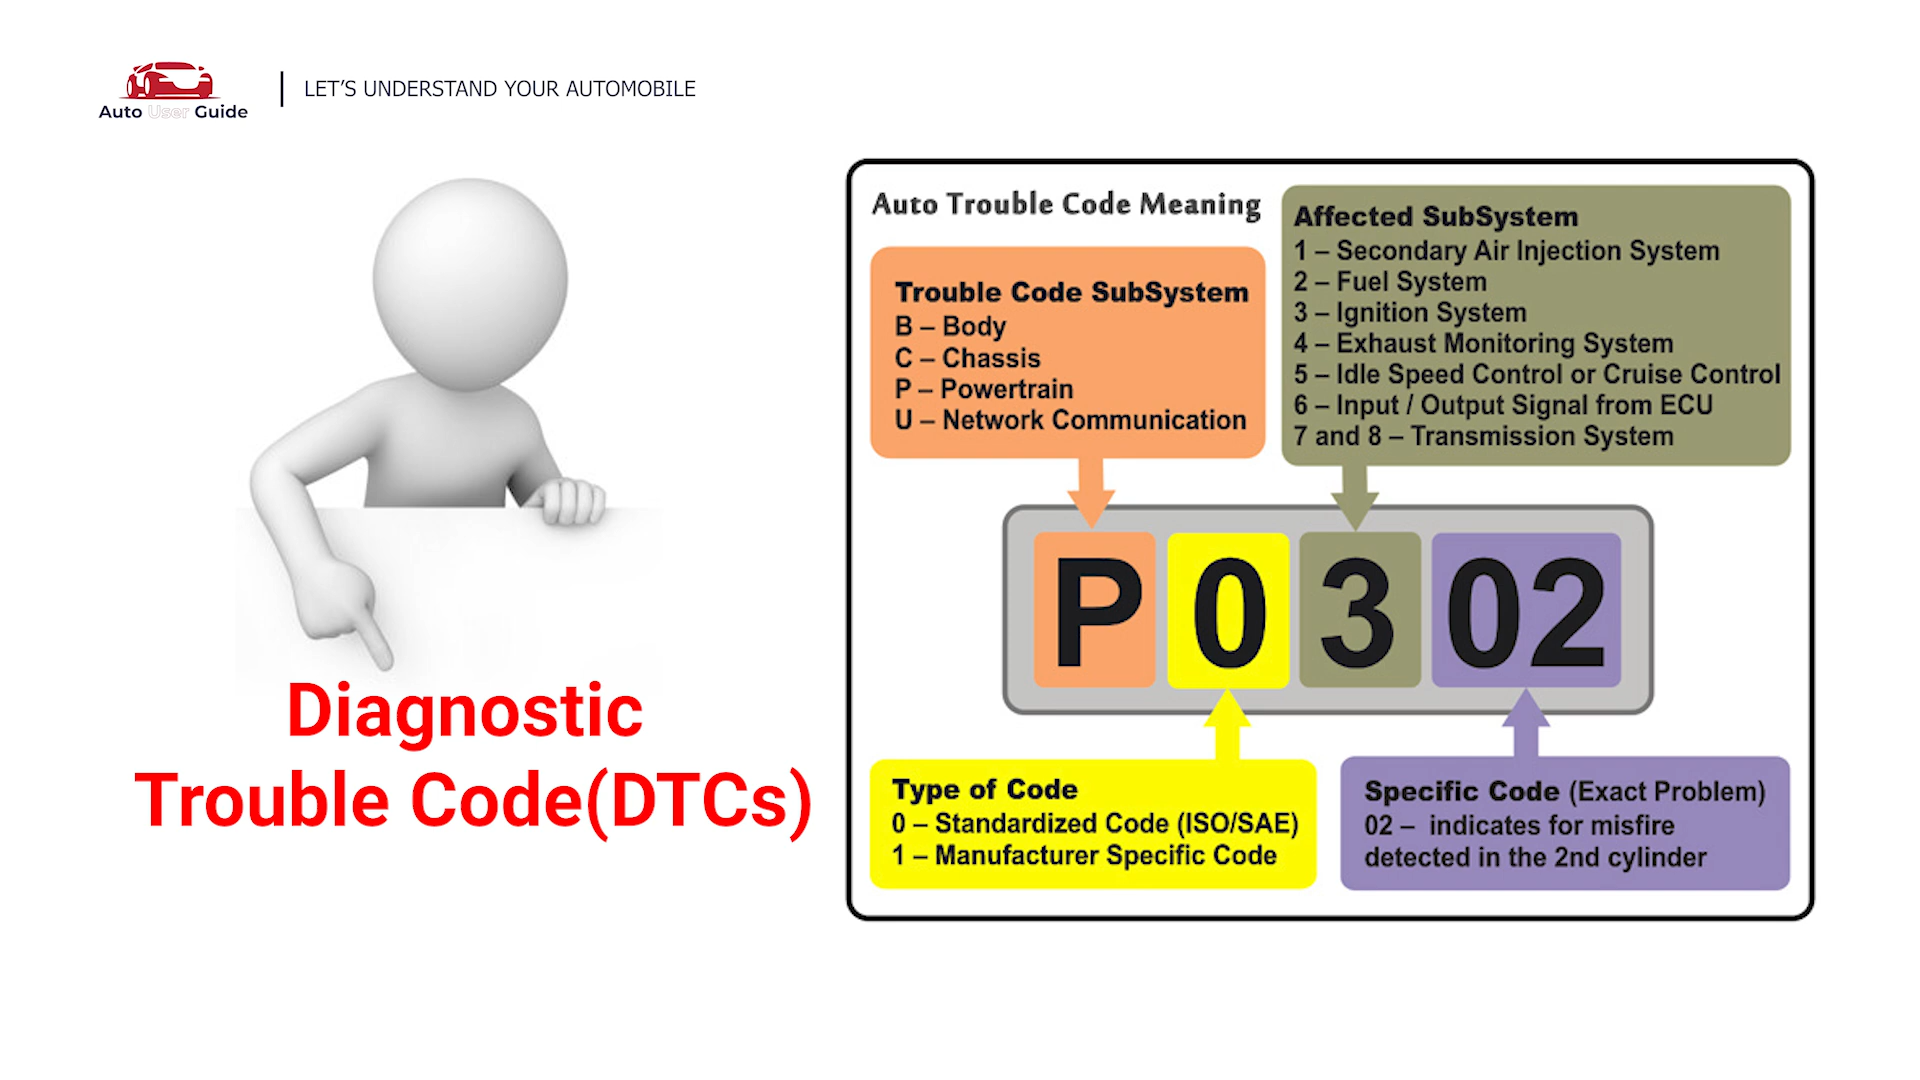 Auto User Guide
LET'S UNDERSTAND YOUR AUTOMOBILE
Diagnostic
Trouble Code(DTCs)
Auto Trouble Code Meaning
Trouble Code SubSystem
B – Body
C – Chassis
P – Powertrain
U – Network Communication
Affected SubSystem
1 – Secondary Air Injection System
2 – Fuel System
3 – Ignition System
4 – Exhaust Monitoring System
5 – Idle Speed Control or Cruise Control
6 – Input / Output Signal from ECU
7 and 8 – Transmission System
P 0 3 02
Type of Code
0 – Standardized Code (ISO/SAE)
1 – Manufacturer Specific Code
Specific Code (Exact Problem)
02 – indicates for misfire
detected in the 2nd cylinder